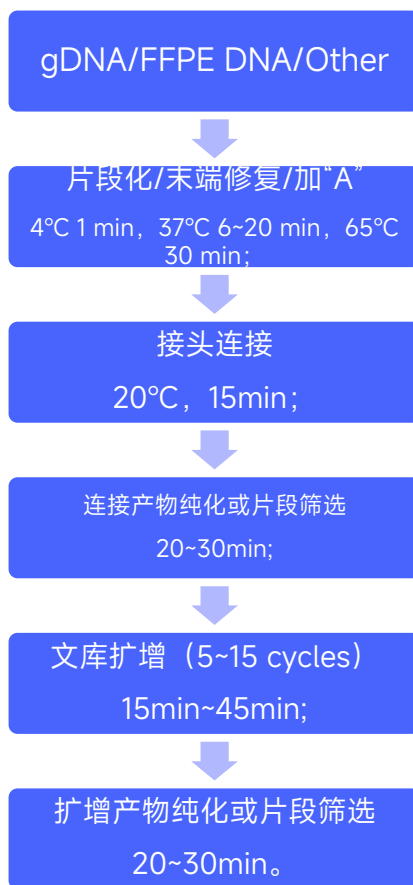 gDNA/FFPE DNA/Other
片段化/末端修复/加“A”
4℃ 1 min，37℃ 6~20 min，65℃
30 min；
接头连接
20℃，15min；
连接产物纯化或片段筛选
20~30min;
文库扩增（5~15 cycles）
15min~45min;
扩增产物纯化或片段筛选
20~30min。